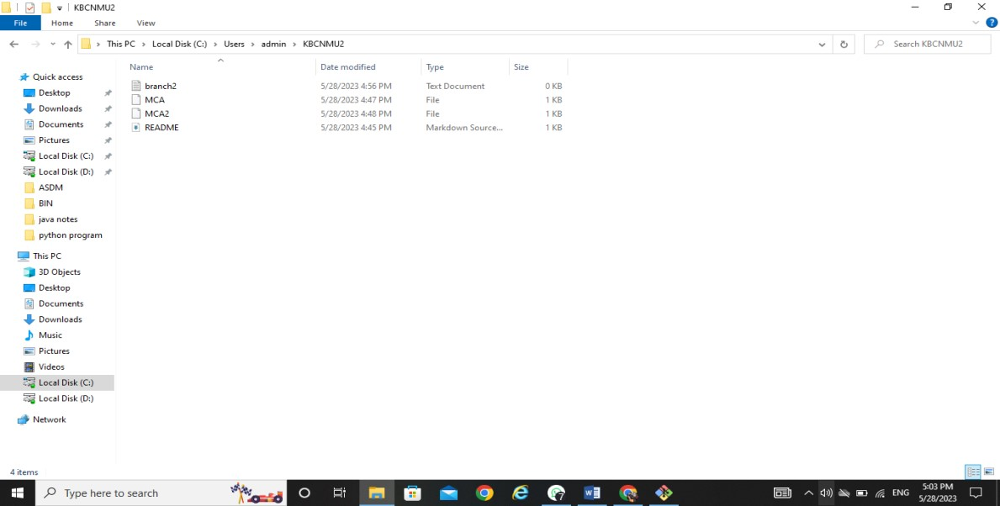 KBCNMU2
File Home Share View
This PC > Local Disk (C:) > Users > admin > KBCNMU2
Search KBCNMU2
Name Date modified Type Size
branch2 5/28/2023 4:56 PM Text Document 0 KB
MCA 5/28/2023 4:47 PM File 1 KB
MCA2 5/28/2023 4:48 PM File 1 KB
README 5/28/2023 4:45 PM Markdown Source... 1 KB
Quick access
Desktop
Downloads
Documents
Pictures
Local Disk (C:)
Local Disk (D:)
ASDM
BIN
java notes
python program
This PC
3D Objects
Desktop
Documents
Downloads
Music
Pictures
Videos
Local Disk (C:)
Local Disk (D:)
Network
4 items
Type here to search
7
ENG
5:03 PM
5/28/2023